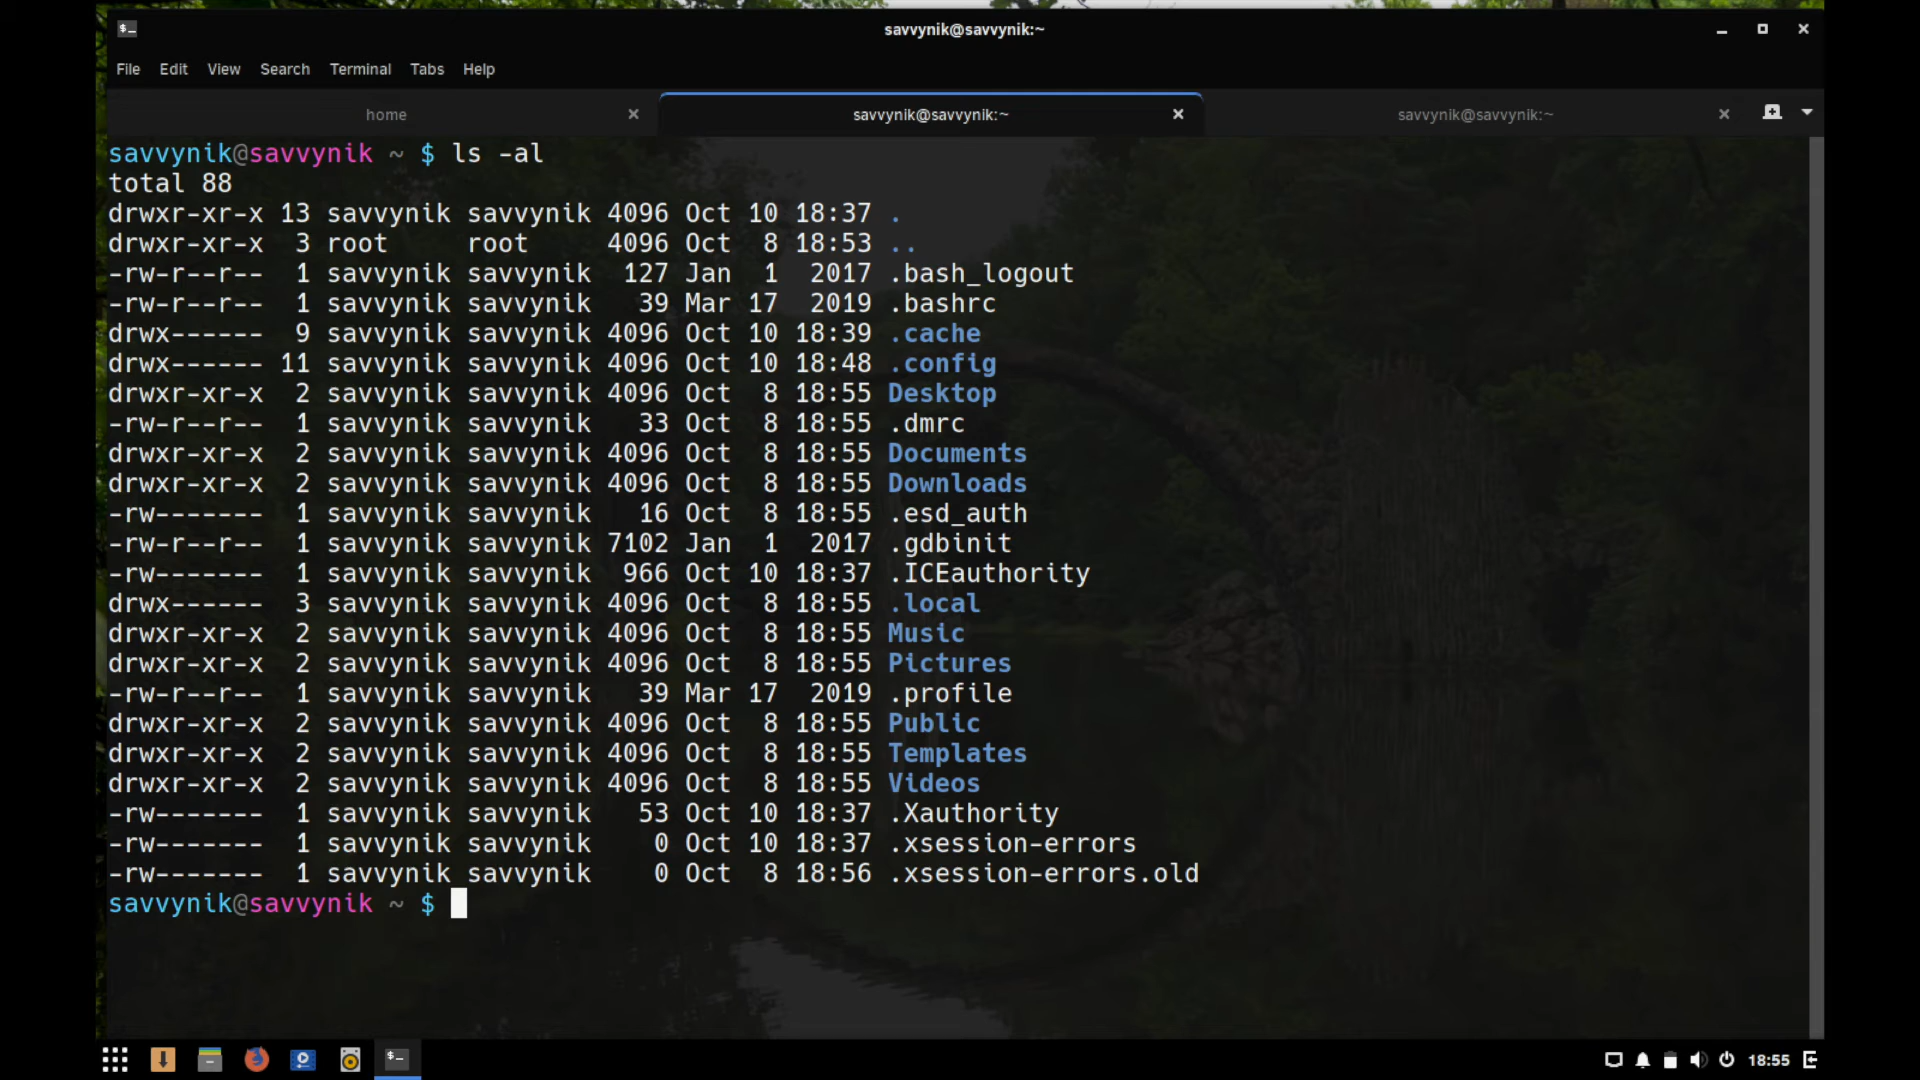 savvynik@savvynik:~
File Edit View Search Terminal Tabs Help
home savvynik@savvynik:~ savvynik@savvynik:~
savvynik@savvynik ~ $ ls -al
total 88
drwxr-xr-x 13 savvynik savvynik 4096 Oct 10 18:37 .
drwxr-xr-x  3 root     root     4096 Oct  8 18:53 ..
-rw-r--r--  1 savvynik savvynik  127 Jan  1  2017 .bash_logout
-rw-r--r--  1 savvynik savvynik   39 Mar 17  2019 .bashrc
drwx------  9 savvynik savvynik 4096 Oct 10 18:39 .cache
drwx------ 11 savvynik savvynik 4096 Oct 10 18:48 .config
drwxr-xr-x  2 savvynik savvynik 4096 Oct  8 18:55 Desktop
-rw-r--r--  1 savvynik savvynik   33 Oct  8 18:55 .dmrc
drwxr-xr-x  2 savvynik savvynik 4096 Oct  8 18:55 Documents
drwxr-xr-x  2 savvynik savvynik 4096 Oct  8 18:55 Downloads
-rw-------  1 savvynik savvynik   16 Oct  8 18:55 .esd_auth
-rw-r--r--  1 savvynik savvynik 7102 Jan  1  2017 .gdbinit
-rw-------  1 savvynik savvynik  966 Oct 10 18:37 .ICEauthority
drwx------  3 savvynik savvynik 4096 Oct  8 18:55 .local
drwxr-xr-x  2 savvynik savvynik 4096 Oct  8 18:55 Music
drwxr-xr-x  2 savvynik savvynik 4096 Oct  8 18:55 Pictures
-rw-r--r--  1 savvynik savvynik   39 Mar 17  2019 .profile
drwxr-xr-x  2 savvynik savvynik 4096 Oct  8 18:55 Public
drwxr-xr-x  2 savvynik savvynik 4096 Oct  8 18:55 Templates
drwxr-xr-x  2 savvynik savvynik 4096 Oct  8 18:55 Videos
-rw-------  1 savvynik savvynik   53 Oct 10 18:37 .Xauthority
-rw-------  1 savvynik savvynik    0 Oct 10 18:37 .xsession-errors
-rw-------  1 savvynik savvynik    0 Oct  8 18:56 .xsession-errors.old
savvynik@savvynik ~ $
18:55